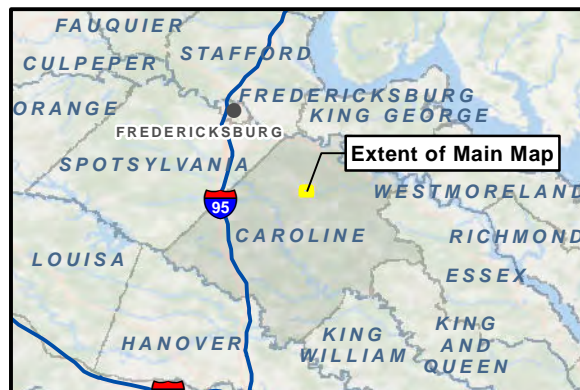 FAUQUIER
STAFFORD
CULPEPER
ORANGE
FREDERICKSBURG
KING GEORGE
FREDERICKSBURG
Extent of Main Map
SPOTSYLVANIA
WESTMORELAND
95
CAROLINE
RICHMOND
LOUISA
ESSEX
HANOVER
KING
WILLIAM
KING
AND
QUEEN